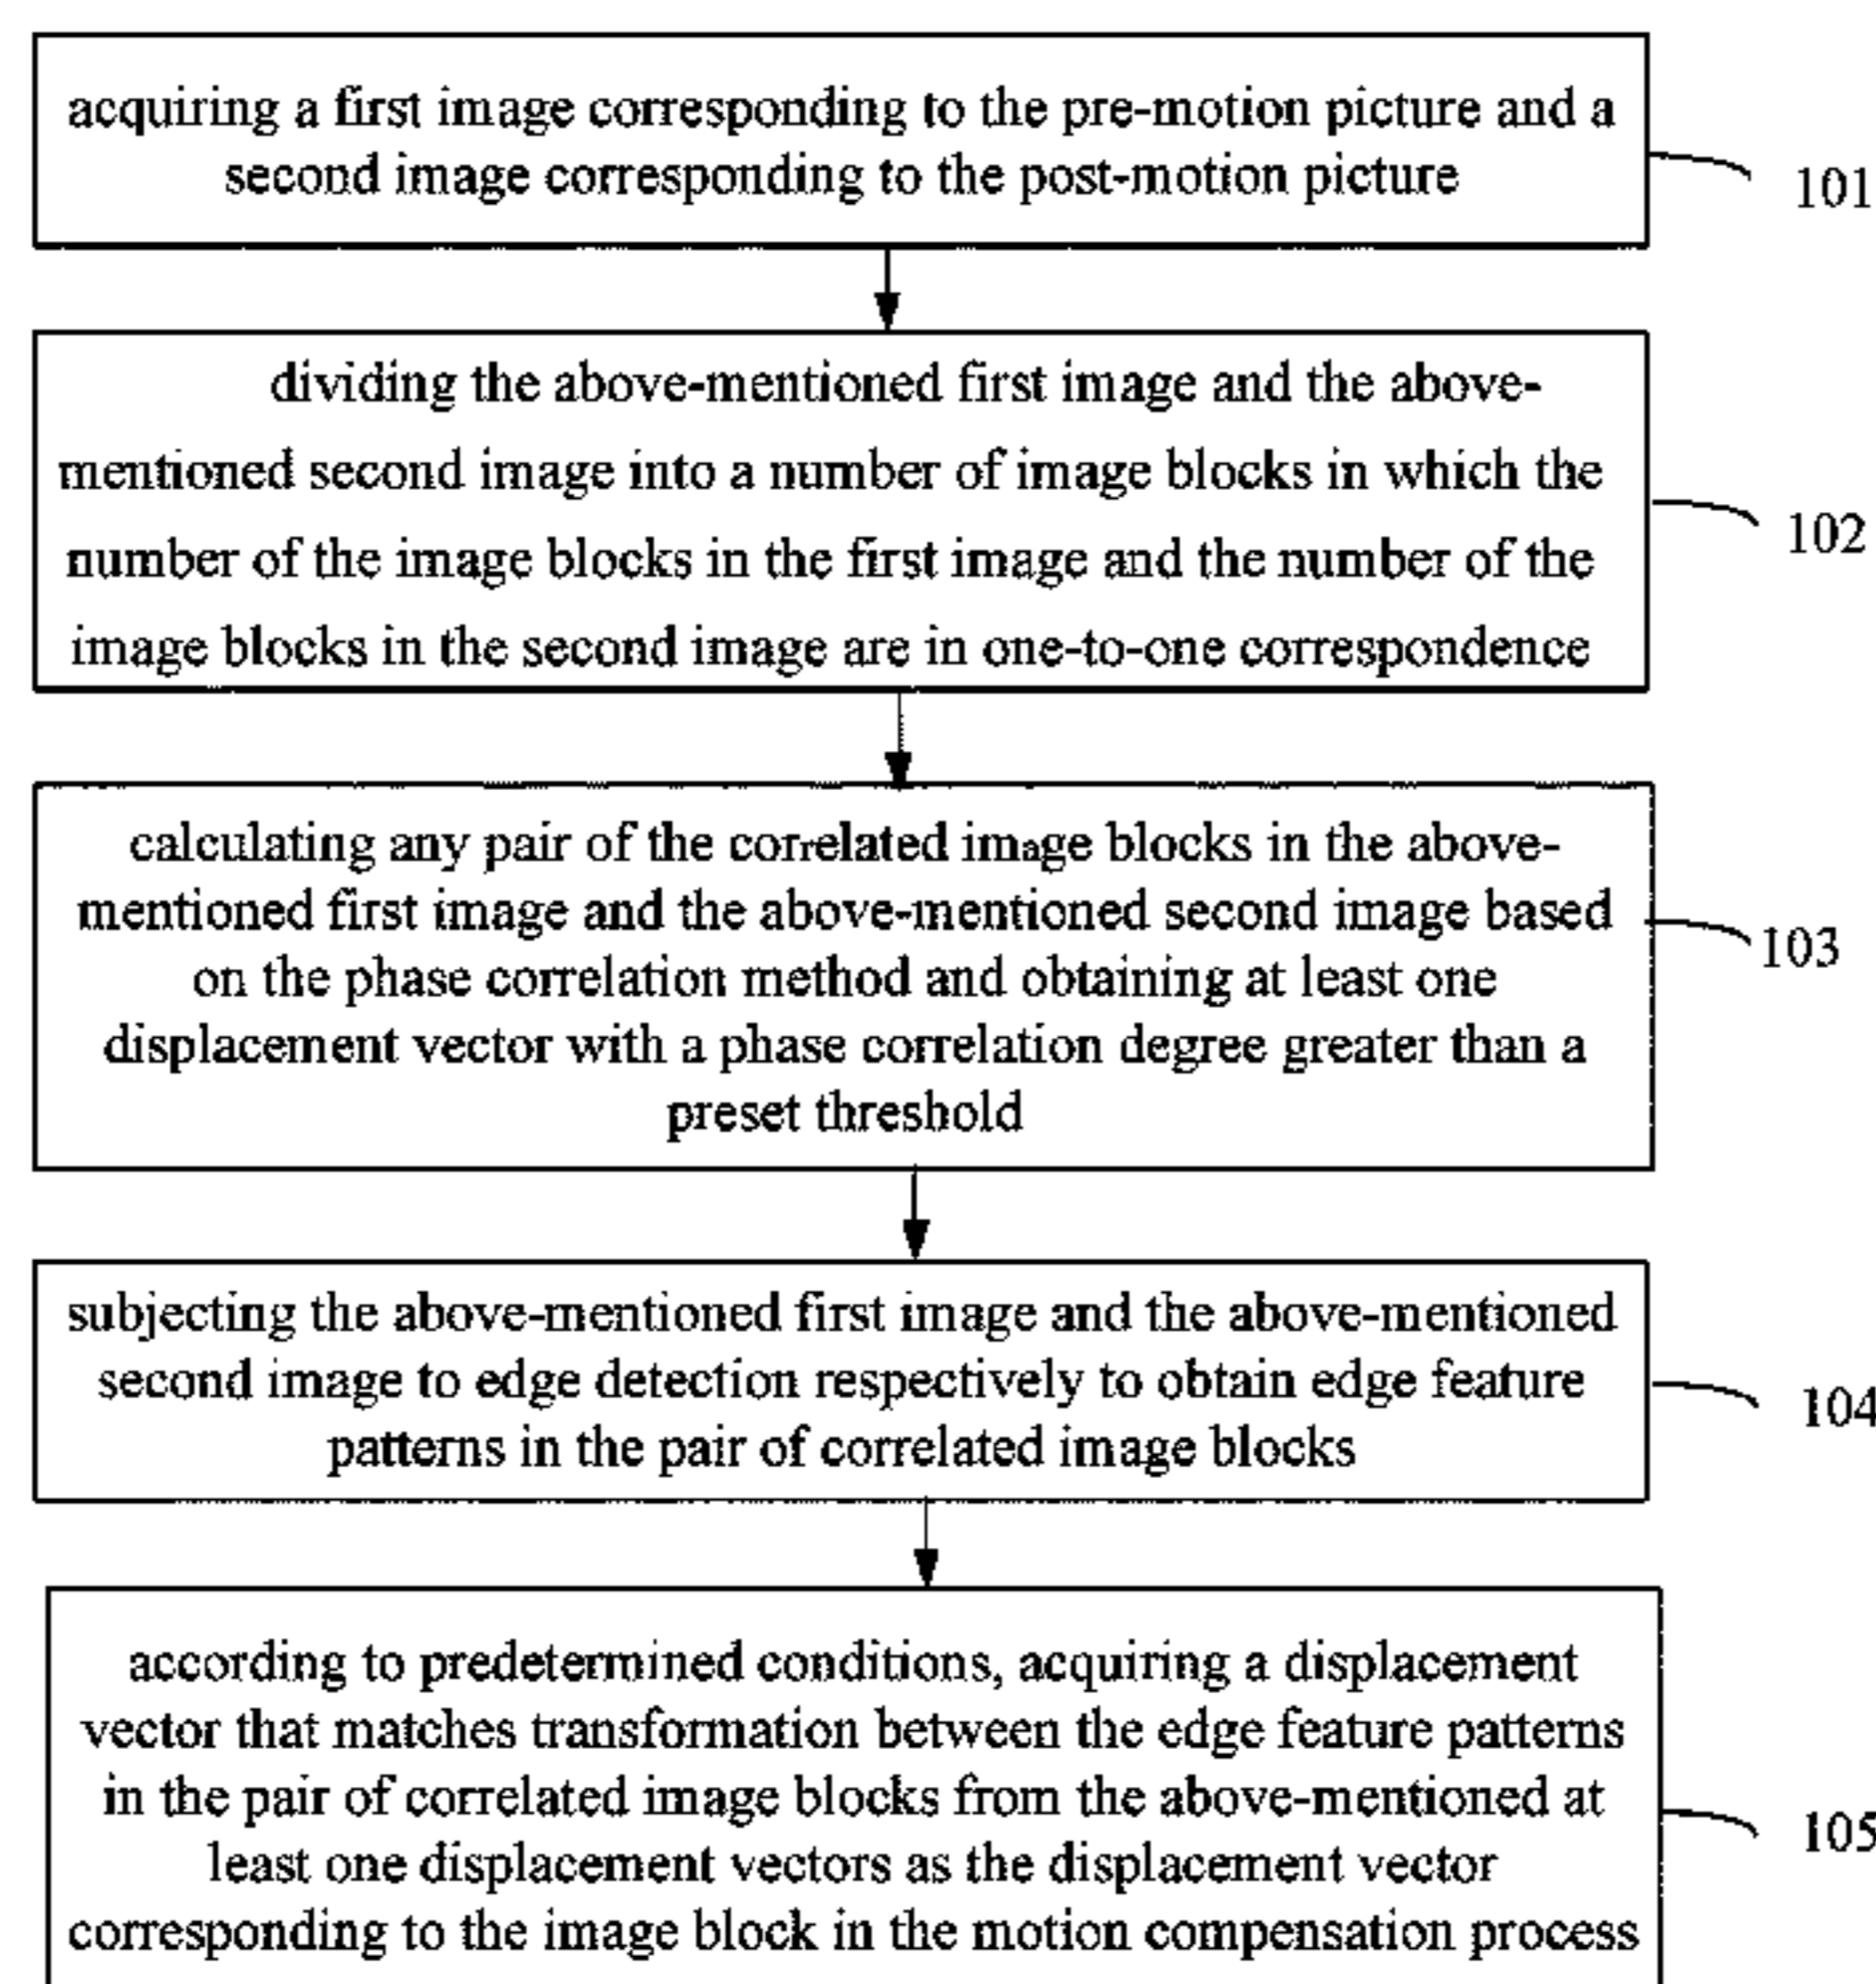 acquiring a first image corresponding to the pre-motion picture and a
second image corresponding to the post-motion picture
101
dividing the above-mentioned first image and the above-
mentioned second image into a number of image blocks in which the
number of the image blocks in the first image and the number of the
image blocks in the second image are in one-to-one correspondence
102
calculating any pair of the correlated image blocks in the above-
mentioned first image and the above-mentioned second image based
on the phase correlation method and obtaining at least one
displacement vector with a phase correlation degree greater than a
preset threshold
103
subjecting the above-mentioned first image and the above-mentioned
second image to edge detection respectively to obtain edge feature
patterns in the pair of correlated image blocks
104
according to predetermined conditions, acquiring a displacement
vector that matches transformation between the edge feature patterns
in the pair of correlated image blocks from the above-mentioned at
least one displacement vectors as the displacement vector
corresponding to the image block in the motion compensation process
105